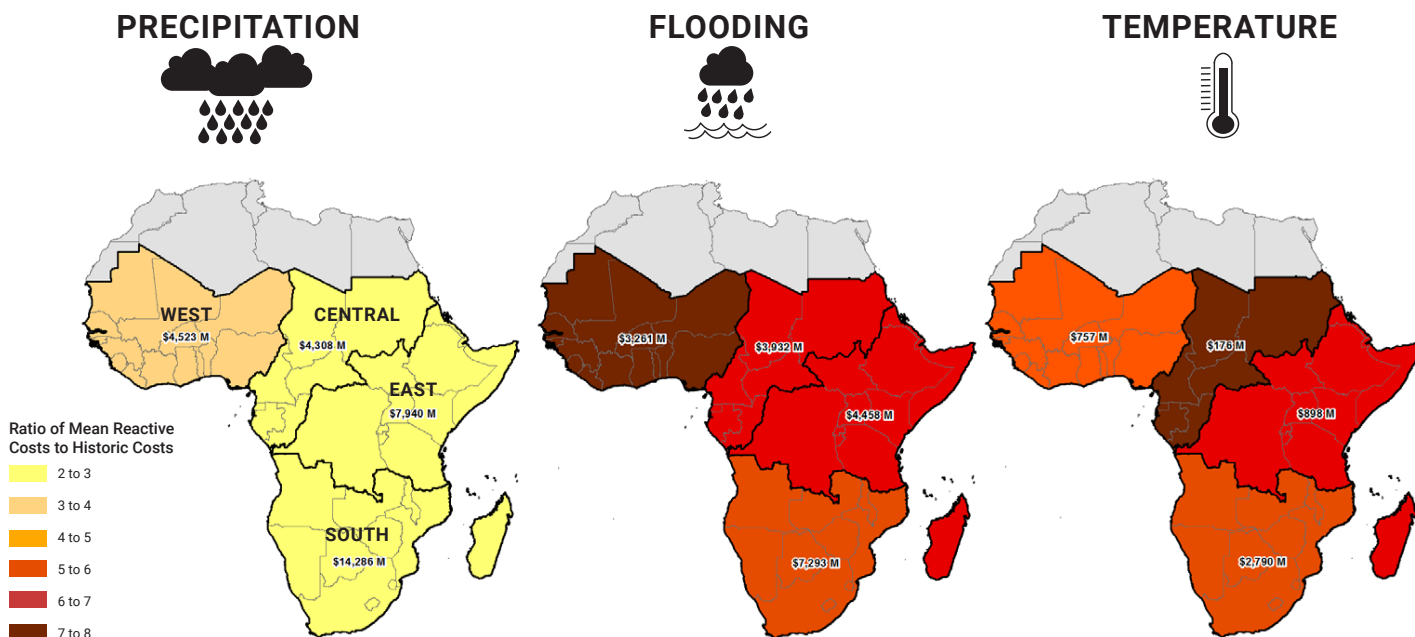 PRECIPITATION
FLOODING
TEMPERATURE
WEST
$4,523 M
CENTRAL
$4,308 M
EAST
$7,940 M
SOUTH
$14,286 M
$3,261 M
$3,932 M
$4,458 M
$7,293 M
$757 M
$176 M
$898 M
$2,790 M
Ratio of Mean Reactive
Costs to Historic Costs
2 to 3
3 to 4
4 to 5
5 to 6
6 to 7
7 to 8